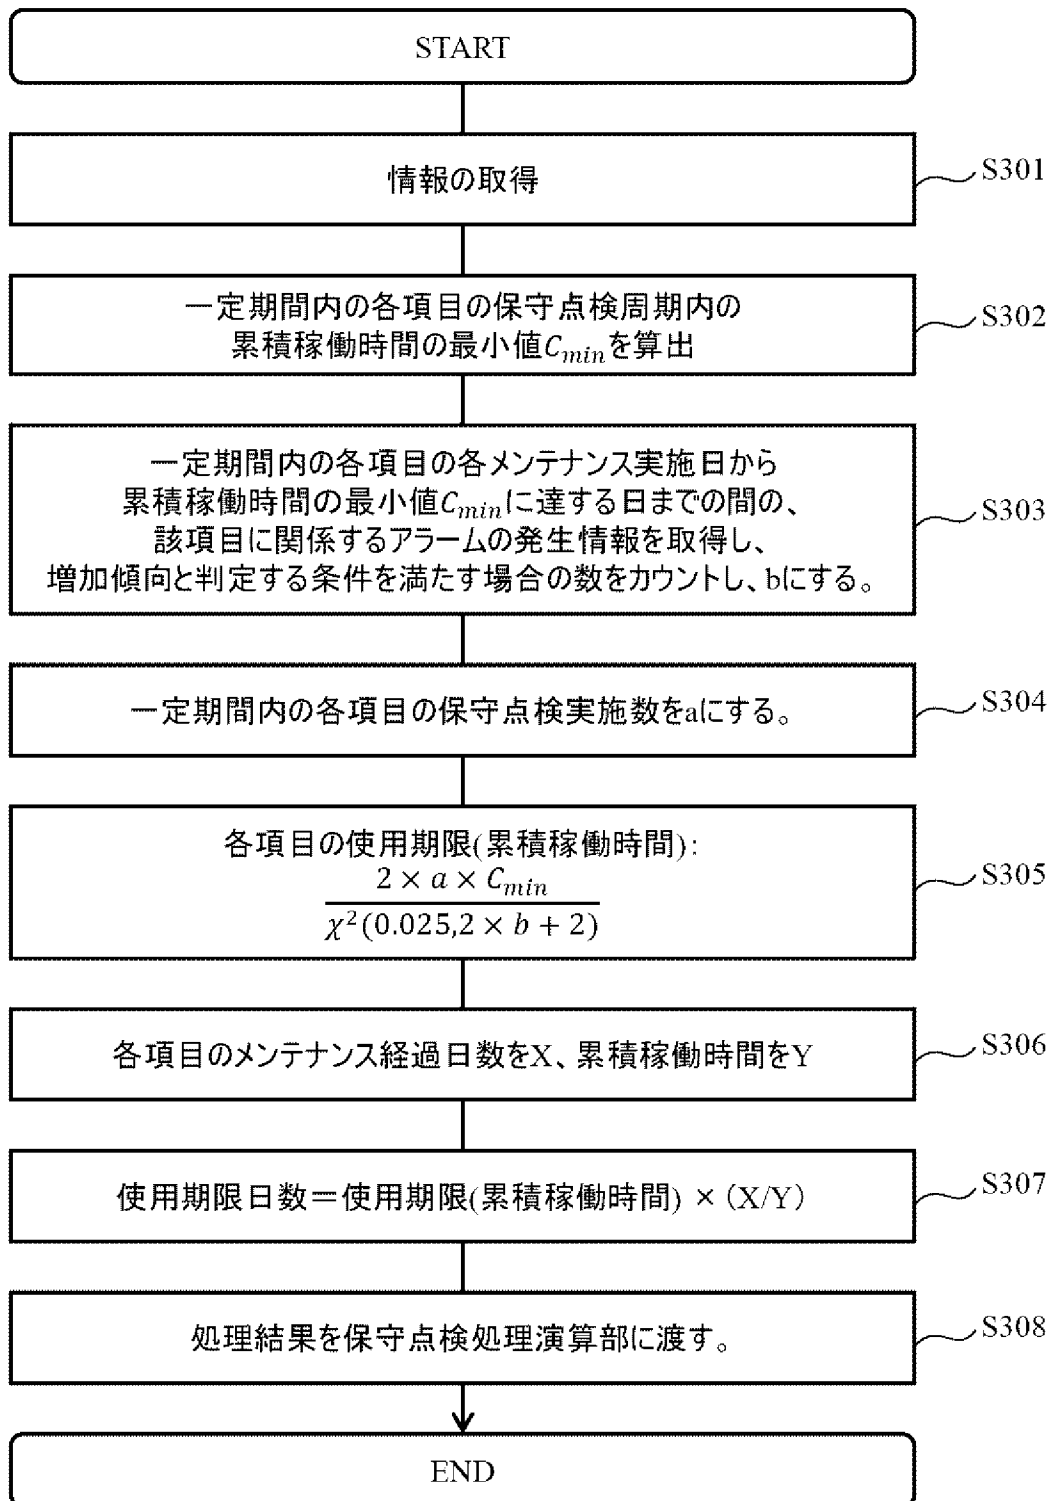 START
情報の取得
S301
一定期間内の各項目の保守点検周期内の
累積稼働時間の最小値C_minを算出
S302
一定期間内の各項目の各メンテナンス実施日から
累積稼働時間の最小値C_minに達する日までの間の、
該項目に関係するアラームの発生情報を取得し、
増加傾向と判定する条件を満たす場合の数をカウントし、bにする。
S303
一定期間内の各項目の保守点検実施数をaにする。
S304
各項目の使用期限(累積稼働時間):
2 × a × C_min
χ²(0.025,2 × b + 2)
S305
各項目のメンテナンス経過日数をX、累積稼働時間をY
S306
使用期限日数＝使用期限(累積稼働時間) ×（X/Y）
S307
処理結果を保守点検処理演算部に渡す。
S308
END